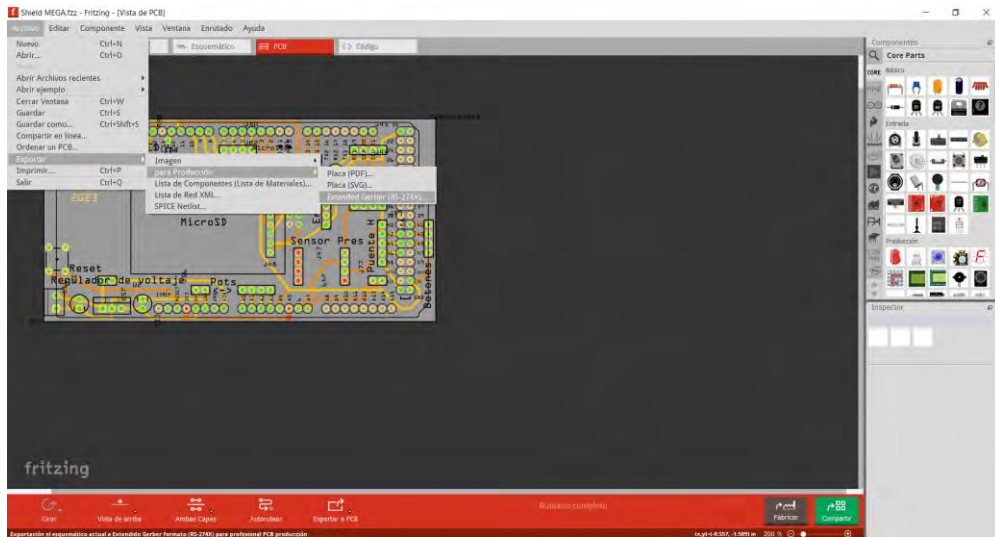 Shield MEGA.fzz - Fritzing - [Vista de PCB]
Archivo Editar Componente Vista Ventana Enrutado Ayuda
Esquemático PCB Código
Nuevo Ctrl+N
Abrir... Ctrl+O
Abrir Archivos recientes
Abrir ejemplo
Cerrar Ventana Ctrl+W
Guardar Ctrl+S
Guardar como... Ctrl+Shift+S
Compartir en línea...
Ordenar un PCB...
Exportar
Imprimir... Ctrl+P
Salir Ctrl+Q
Imagen
para Producción
Lista de Componentes (Lista de Materiales)...
Lista de Red XML...
SPICE Netlist...
Placa (PDF)...
Placa (SVG)...
Extended Gerber (RS-274X)...
2023
MicroSD
Sensor Pres
Puente H
Botones
J48
J47
Reset
Regulador de voltaje
Pots
Componentes
Core Parts
CORE
Básico
Entrada
Producción
Inspector
fritzing
Girar
Vista de arriba
Ambas Capas
Autorutear
Exportar a PCB
Ruteado completo
Fabricar
Compartir
Exportación el esquemático actual a Extendido Gerber formato (RS-274X) para profesional PCB producción
200 %